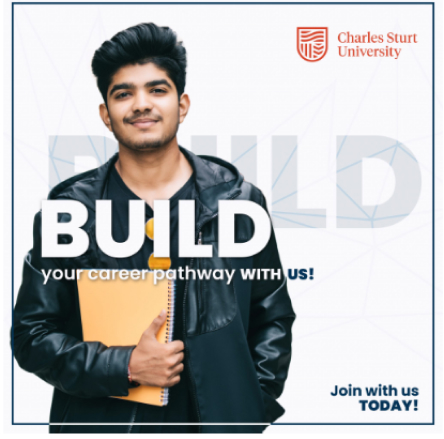 Charles Sturt
University
BUILD
BUILD
your career pathway WITH US!
Join with us
TODAY!